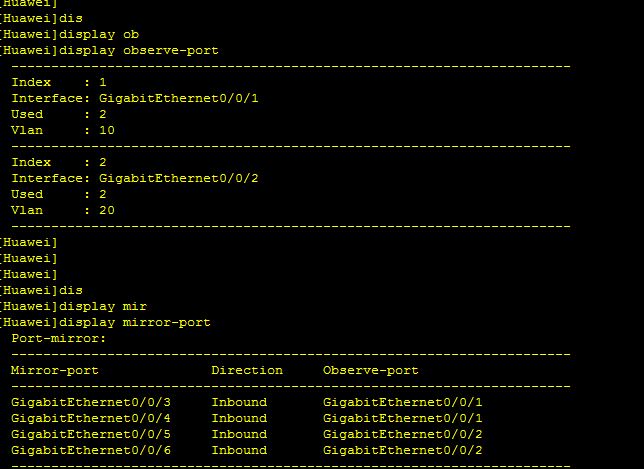 [Huawei]
[Huawei]dis
[Huawei]display ob
[Huawei]display observe-port
----------------------------------------------------------------------
Index : 1
Interface: GigabitEthernet0/0/1
Used : 2
Vlan : 10
----------------------------------------------------------------------
Index : 2
Interface: GigabitEthernet0/0/2
Used : 2
Vlan : 20
----------------------------------------------------------------------
[Huawei]
[Huawei]
[Huawei]
[Huawei]dis
[Huawei]display mir
[Huawei]display mirror-port
Port-mirror:
----------------------------------------------------------------------
Mirror-port Direction Observe-port
----------------------------------------------------------------------
GigabitEthernet0/0/3 Inbound GigabitEthernet0/0/1
GigabitEthernet0/0/4 Inbound GigabitEthernet0/0/1
GigabitEthernet0/0/5 Inbound GigabitEthernet0/0/2
GigabitEthernet0/0/6 Inbound GigabitEthernet0/0/2
----------------------------------------------------------------------